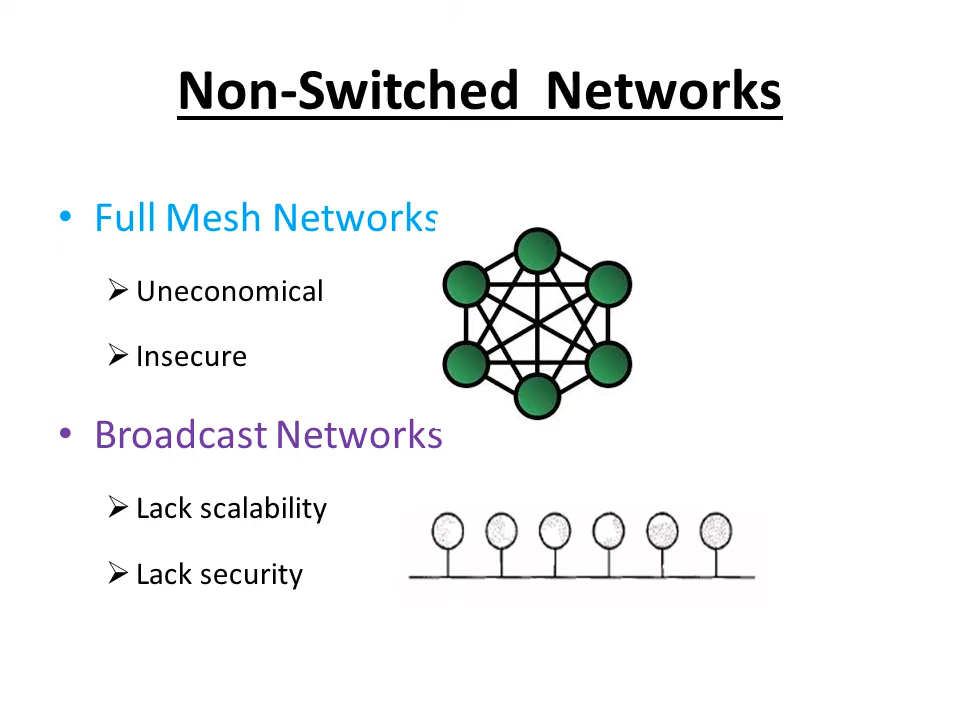 Non-Switched Networks
• Full Mesh Networks
➢ Uneconomical
➢ Insecure
• Broadcast Networks
➢ Lack scalability
➢ Lack security